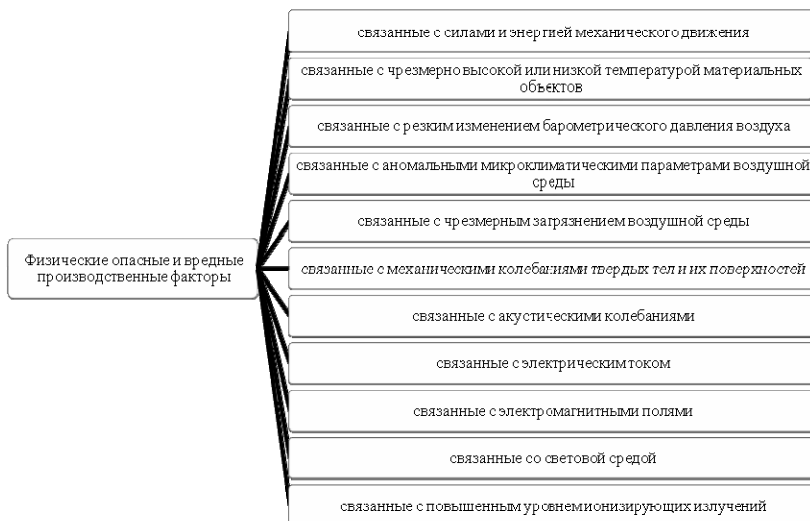 связанные с силами и энергией механического движения
связанные с чрезмерно высокой или низкой температурой материальных
объектов
связанные с резким изменением барометрического давления воздуха
связанные с аномальными микроклиматическими параметрами воздушной
среды
связанные с чрезмерным загрязнением воздушной среды
Физические опасные и вредные
производственные факторы
связанные с механическими колебаниями твердых тел и их поверхностей
связанные с акустическими колебаниями
связанные с электрическим током
связанные с электромагнитными полями
связанные со световой средой
связанные с повышенным уровнем ионизирующих излучений